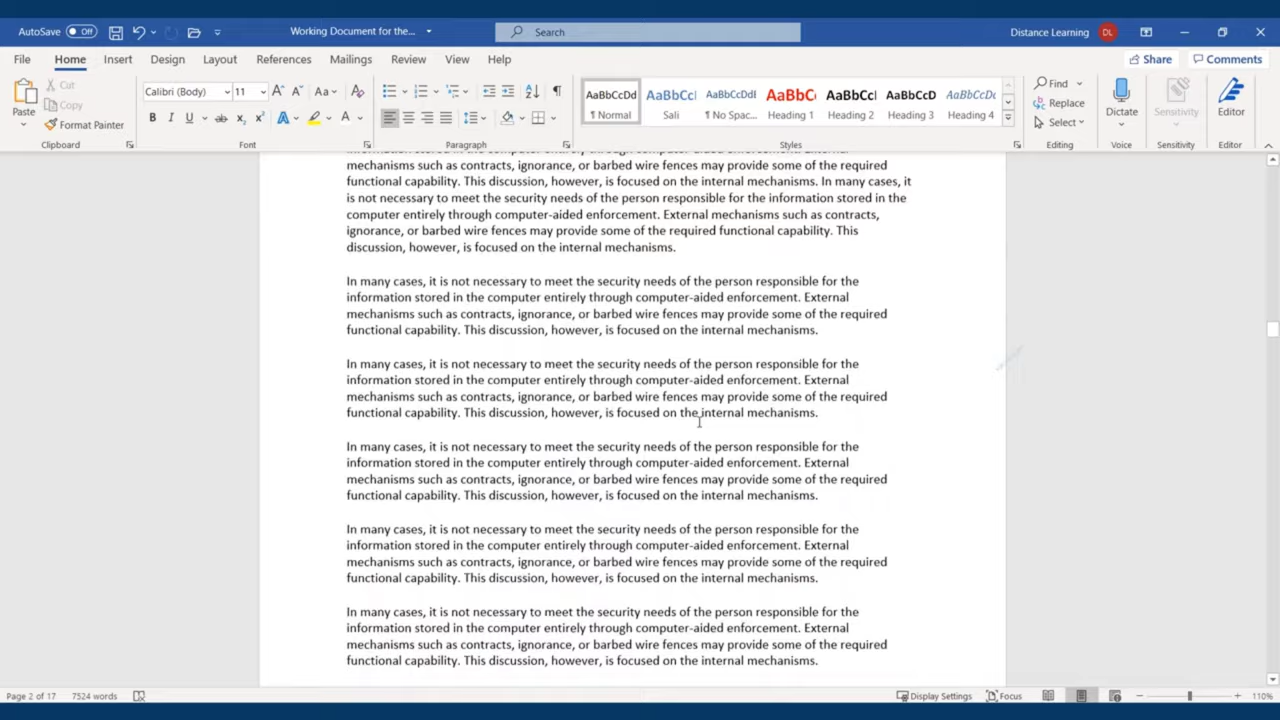 AutoSave Off Working Document for the... Search Distance Learning DL
File Home Insert Design Layout References Mailings Review View Help Share Comments
Paste Cut Copy Format Painter
Calibri (Body) 11
AaBbCcDd AaBbCcI AaBbCcDdI AaBbC AaBbCcI AaBbCcD AaBbCcDc
¶ Normal Sali ¶ No Spac... Heading 1 Heading 2 Heading 3 Heading 4
Find Replace Select Dictate Sensitivity Editor
Clipboard Font Paragraph Styles Editing Voice Sensitivity Editor
mechanisms such as contracts, ignorance, or barbed wire fences may provide some of the required
functional capability. This discussion, however, is focused on the internal mechanisms. In many cases, it
is not necessary to meet the security needs of the person responsible for the information stored in the
computer entirely through computer-aided enforcement. External mechanisms such as contracts,
ignorance, or barbed wire fences may provide some of the required functional capability. This
discussion, however, is focused on the internal mechanisms.
In many cases, it is not necessary to meet the security needs of the person responsible for the
information stored in the computer entirely through computer-aided enforcement. External
mechanisms such as contracts, ignorance, or barbed wire fences may provide some of the required
functional capability. This discussion, however, is focused on the internal mechanisms.
In many cases, it is not necessary to meet the security needs of the person responsible for the
information stored in the computer entirely through computer-aided enforcement. External
mechanisms such as contracts, ignorance, or barbed wire fences may provide some of the required
functional capability. This discussion, however, is focused on the internal mechanisms.
In many cases, it is not necessary to meet the security needs of the person responsible for the
information stored in the computer entirely through computer-aided enforcement. External
mechanisms such as contracts, ignorance, or barbed wire fences may provide some of the required
functional capability. This discussion, however, is focused on the internal mechanisms.
In many cases, it is not necessary to meet the security needs of the person responsible for the
information stored in the computer entirely through computer-aided enforcement. External
mechanisms such as contracts, ignorance, or barbed wire fences may provide some of the required
functional capability. This discussion, however, is focused on the internal mechanisms.
In many cases, it is not necessary to meet the security needs of the person responsible for the
information stored in the computer entirely through computer-aided enforcement. External
mechanisms such as contracts, ignorance, or barbed wire fences may provide some of the required
functional capability. This discussion, however, is focused on the internal mechanisms.
Page 2 of 17 7524 words Display Settings Focus 110%